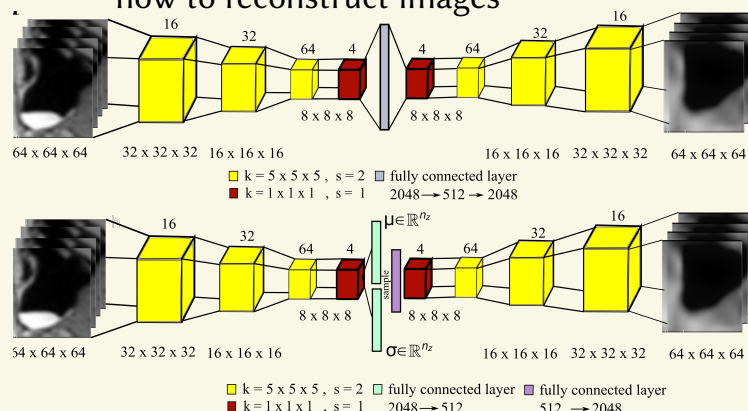 how to reconstruct images
16 32 64 4 4 64 32 16
8 x 8 x 8 8 x 8 x 8
64 x 64 x 64 32 x 32 x 32 16 x 16 x 16 16 x 16 x 16 32 x 32 x 32 64 x 64 x 64
k = 5 x 5 x 5 , s = 2 fully connected layer
k = 1 x 1 x 1 , s = 1 2048→512 → 2048
μ∈ℝⁿᶻ
16 32 64 4 4 64 32 16
sample
8 x 8 x 8 8 x 8 x 8
σ∈ℝⁿᶻ
64 x 64 x 64 32 x 32 x 32 16 x 16 x 16 16 x 16 x 16 32 x 32 x 32 64 x 64 x 64
k = 5 x 5 x 5 , s = 2 fully connected layer fully connected layer
k = 1 x 1 x 1 , s = 1 2048→512 512 → 2048